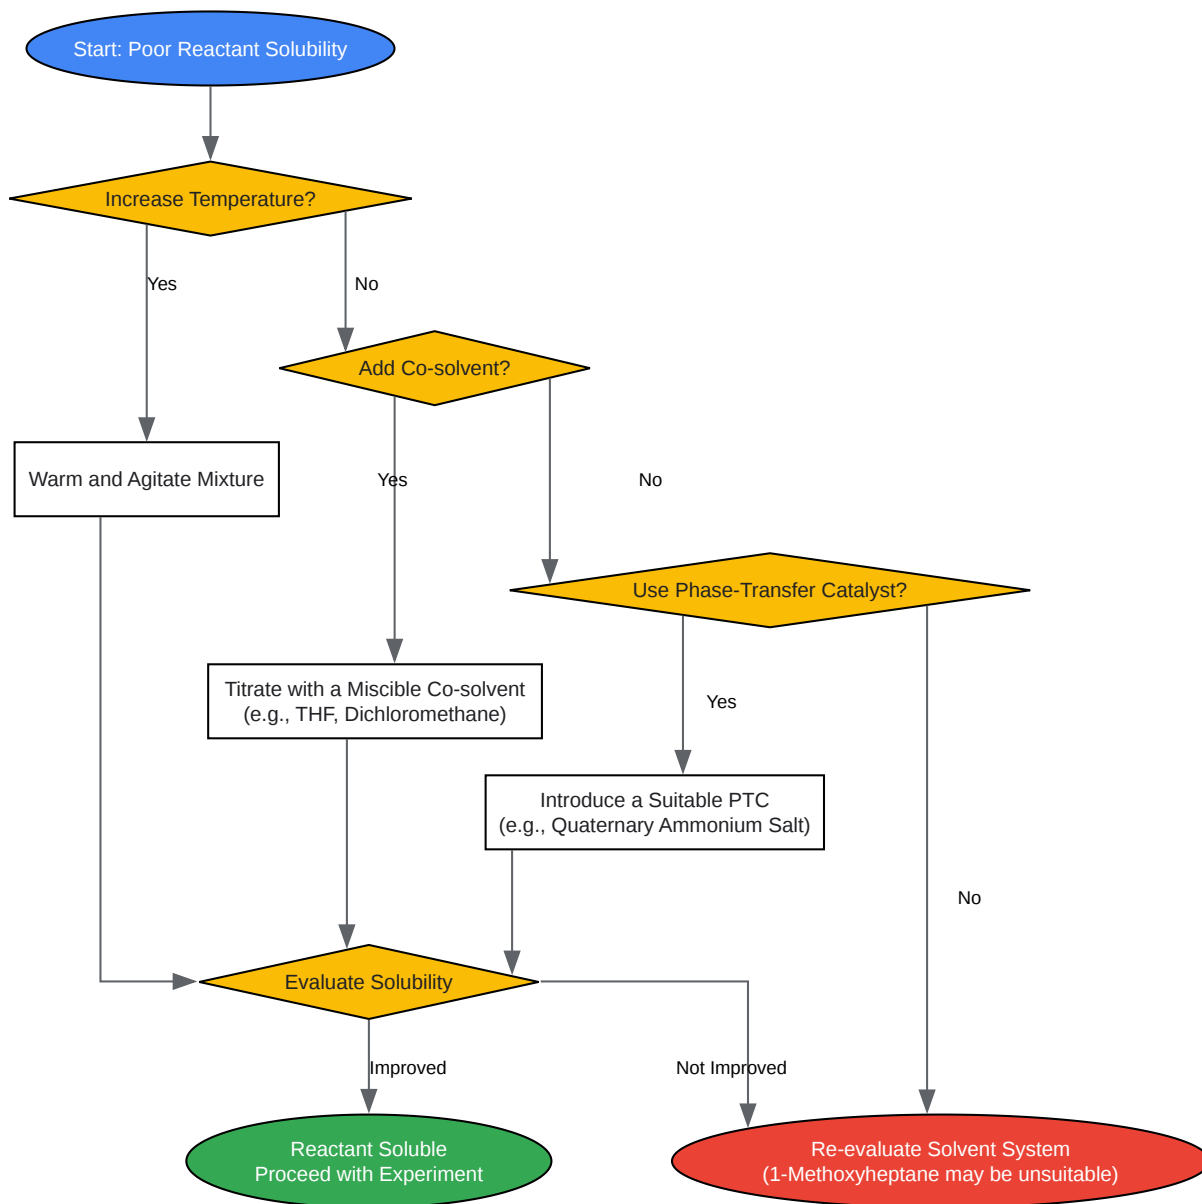 Start: Poor Reactant Solubility
Increase Temperature?
Yes
No
Add Co-solvent?
Warm and Agitate Mixture
Yes
No
Use Phase-Transfer Catalyst?
Titrate with a Miscible Co-solvent
(e.g., THF, Dichloromethane)
Yes
Introduce a Suitable PTC
(e.g., Quaternary Ammonium Salt)
No
Evaluate Solubility
Improved
Not Improved
Reactant Soluble
Proceed with Experiment
Re-evaluate Solvent System
(1-Methoxyheptane may be unsuitable)